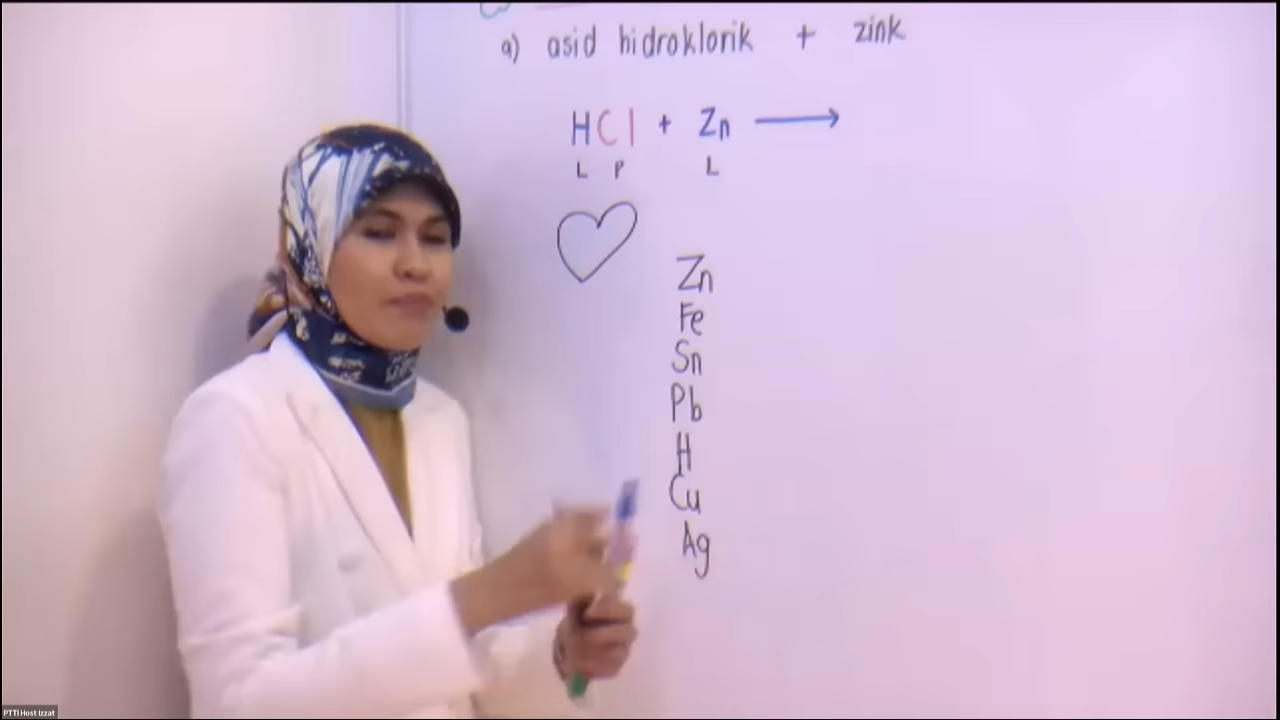 a) asid hidroklorik + zink
HCl + Zn ⟶
L P L
Zn
Fe
Sn
Pb
H
Cu
Ag
PTTI Host Izzat